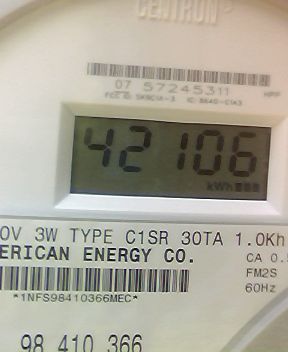 CENTRON®
07 57245311
42106
kWh
0V 3W TYPE C1SR 30TA 1.0Kh
ERICAN ENERGY CO.
CA 0.5
FM2S
*1NFS98410366MEC*
60Hz
98 410 366